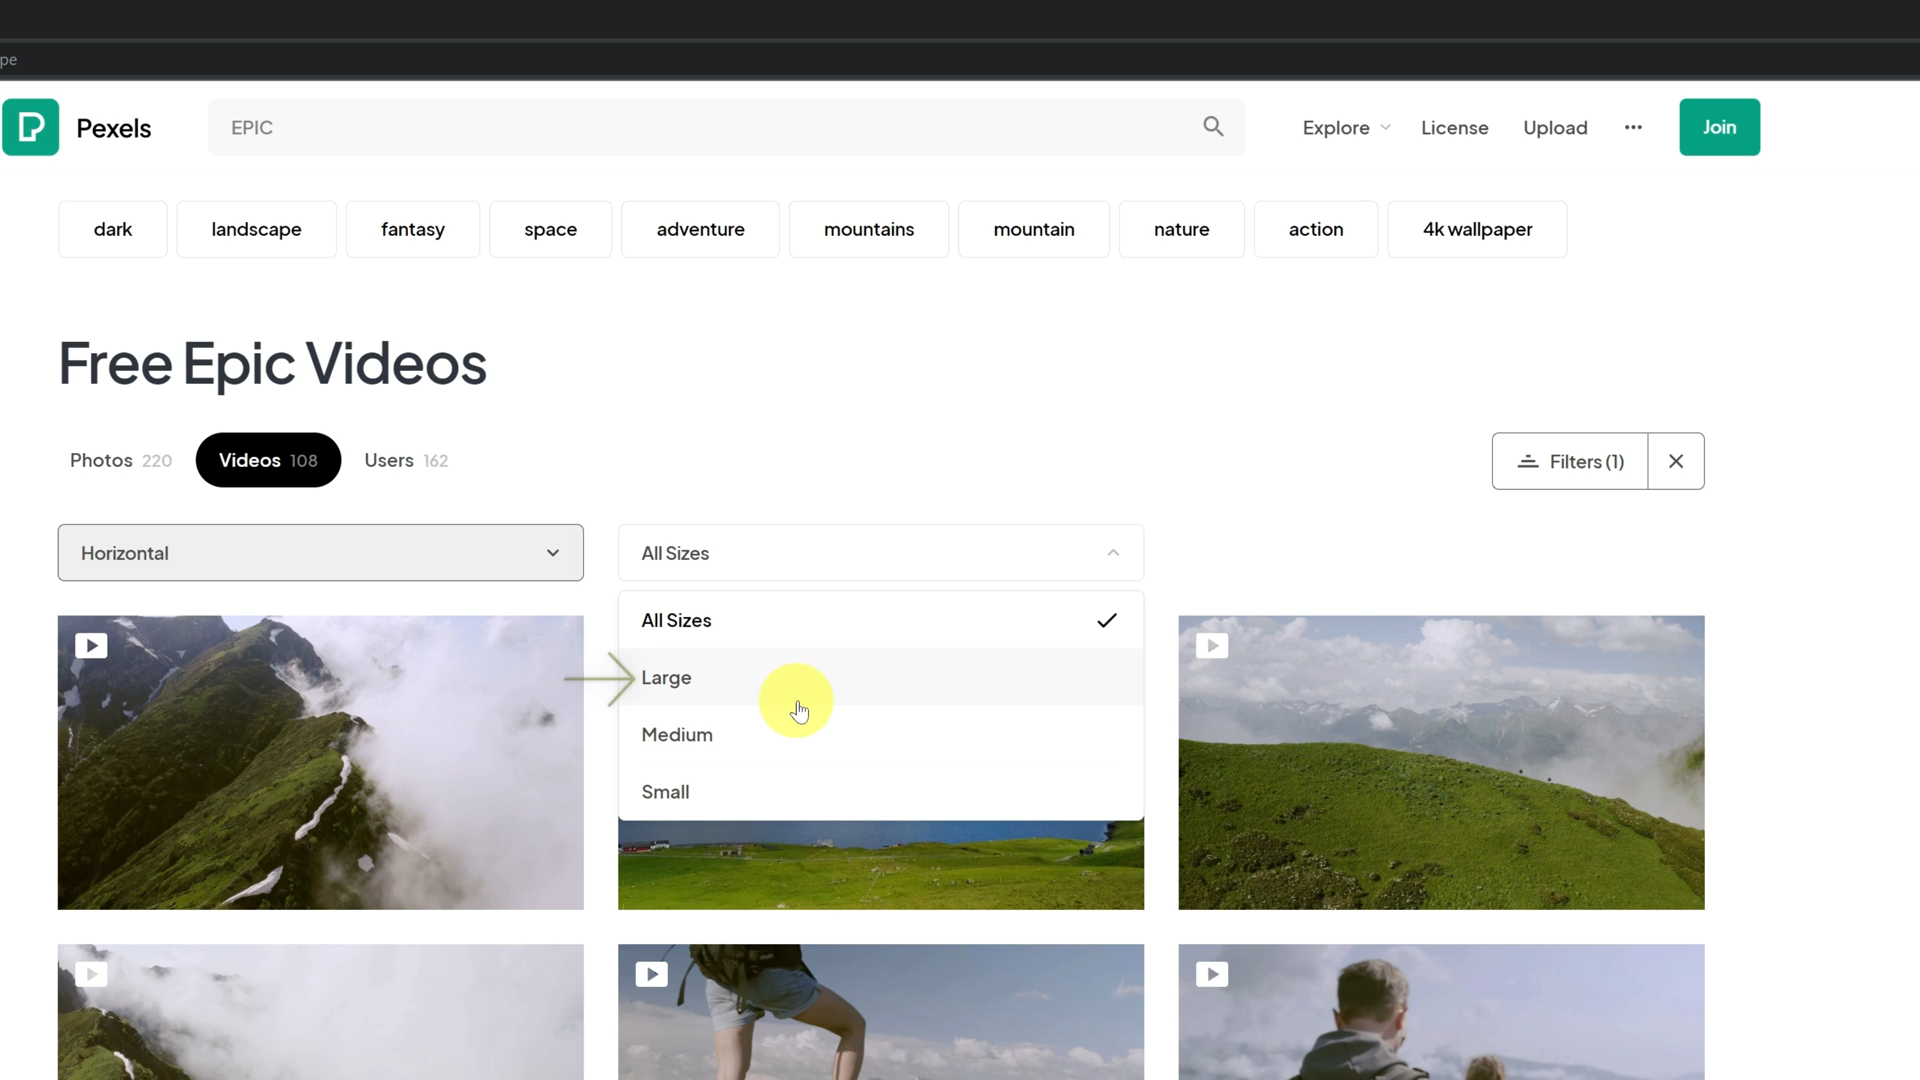 pe
Pexels
EPIC
Explore
License
Upload
Join
dark
landscape
fantasy
space
adventure
mountains
mountain
nature
action
4k wallpaper
Free Epic Videos
Photos 220
Videos 108
Users 162
Filters (1)
Horizontal
All Sizes
All Sizes
Large
Medium
Small